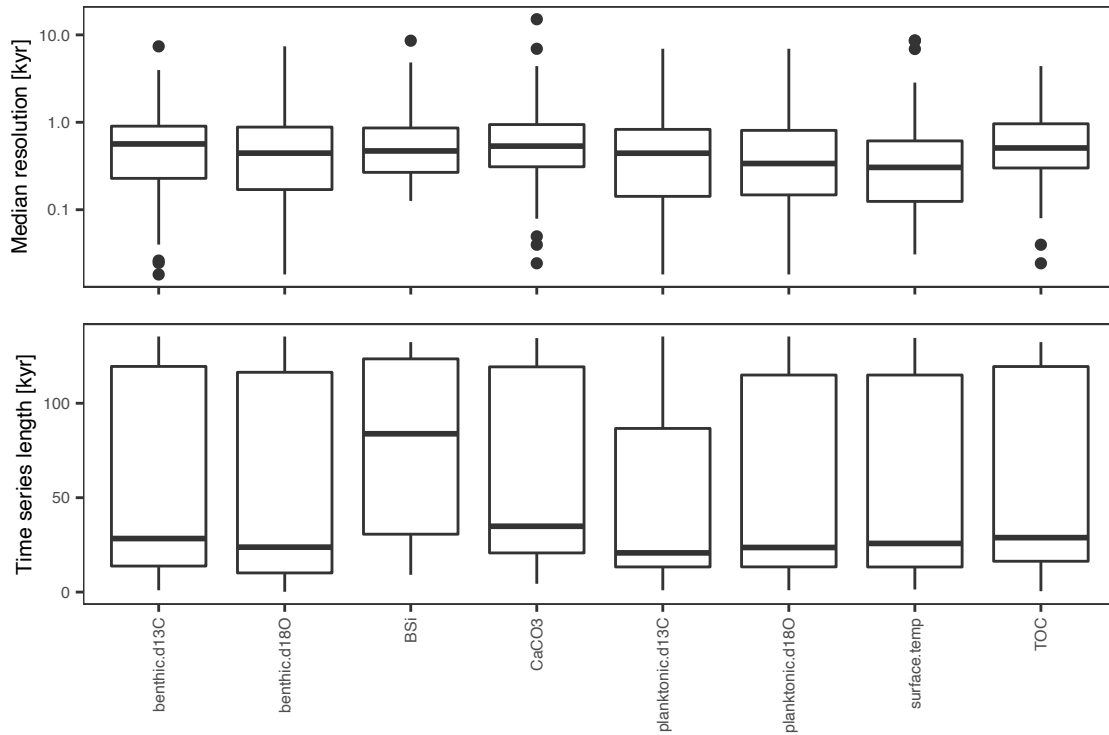 Median resolution [kyr]
10.0
1.0
0.1
Time series length [kyr]
100
50
0
benthic.d13C
benthic.d18O
BSi
CaCO3
planktonic.d13C
planktonic.d18O
surface.temp
TOC